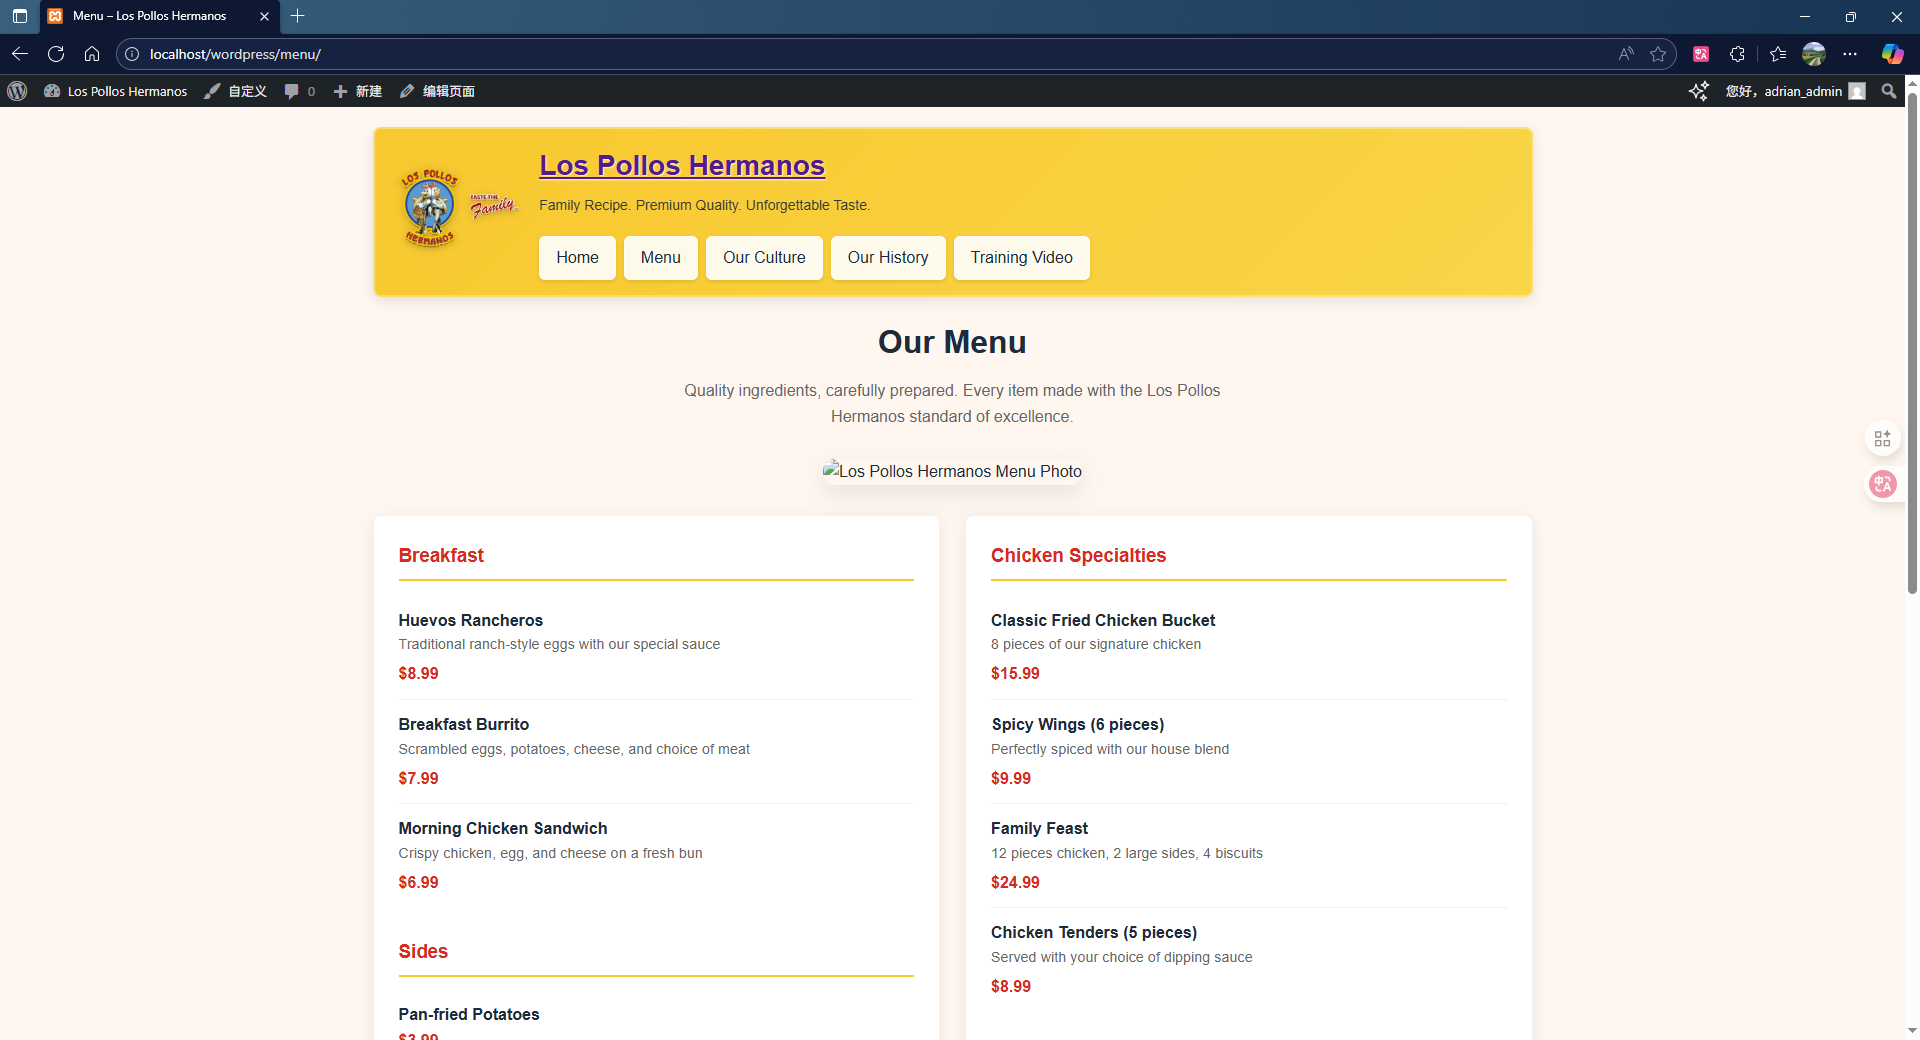 Menu – Los Pollos Hermanos
localhost/wordpress/menu/
Los Pollos Hermanos 自定义 0 新建 编辑页面 您好，adrian_admin
LOS POLLOS
HERMANOS
TASTE THE
Family
Los Pollos Hermanos
Family Recipe. Premium Quality. Unforgettable Taste.
Home Menu Our Culture Our History Training Video
Our Menu
Quality ingredients, carefully prepared. Every item made with the Los Pollos
Hermanos standard of excellence.
Los Pollos Hermanos Menu Photo
Breakfast
Huevos Rancheros
Traditional ranch-style eggs with our special sauce
$8.99
Breakfast Burrito
Scrambled eggs, potatoes, cheese, and choice of meat
$7.99
Morning Chicken Sandwich
Crispy chicken, egg, and cheese on a fresh bun
$6.99
Sides
Pan-fried Potatoes
$3.99
Chicken Specialties
Classic Fried Chicken Bucket
8 pieces of our signature chicken
$15.99
Spicy Wings (6 pieces)
Perfectly spiced with our house blend
$9.99
Family Feast
12 pieces chicken, 2 large sides, 4 biscuits
$24.99
Chicken Tenders (5 pieces)
Served with your choice of dipping sauce
$8.99